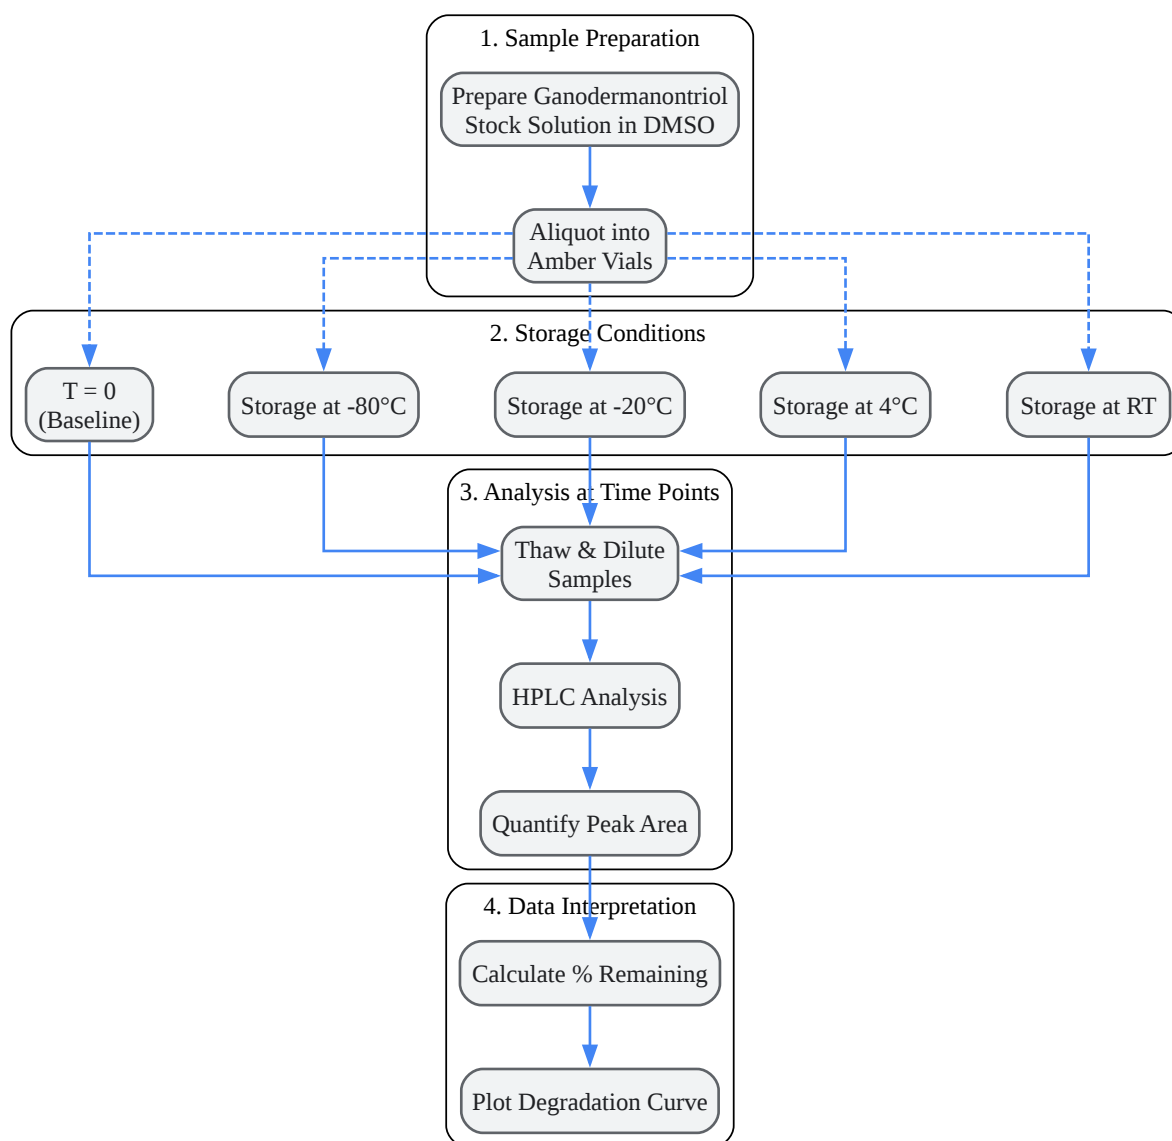 1. Sample Preparation
Prepare Ganodermanontriol
Stock Solution in DMSO
Aliquot into
Amber Vials
2. Storage Conditions
T = 0
(Baseline)
Storage at -80°C
Storage at -20°C
Storage at 4°C
Storage at RT
3. Analysis at Time Points
Thaw & Dilute
Samples
HPLC Analysis
Quantify Peak Area
4. Data Interpretation
Calculate % Remaining
Plot Degradation Curve